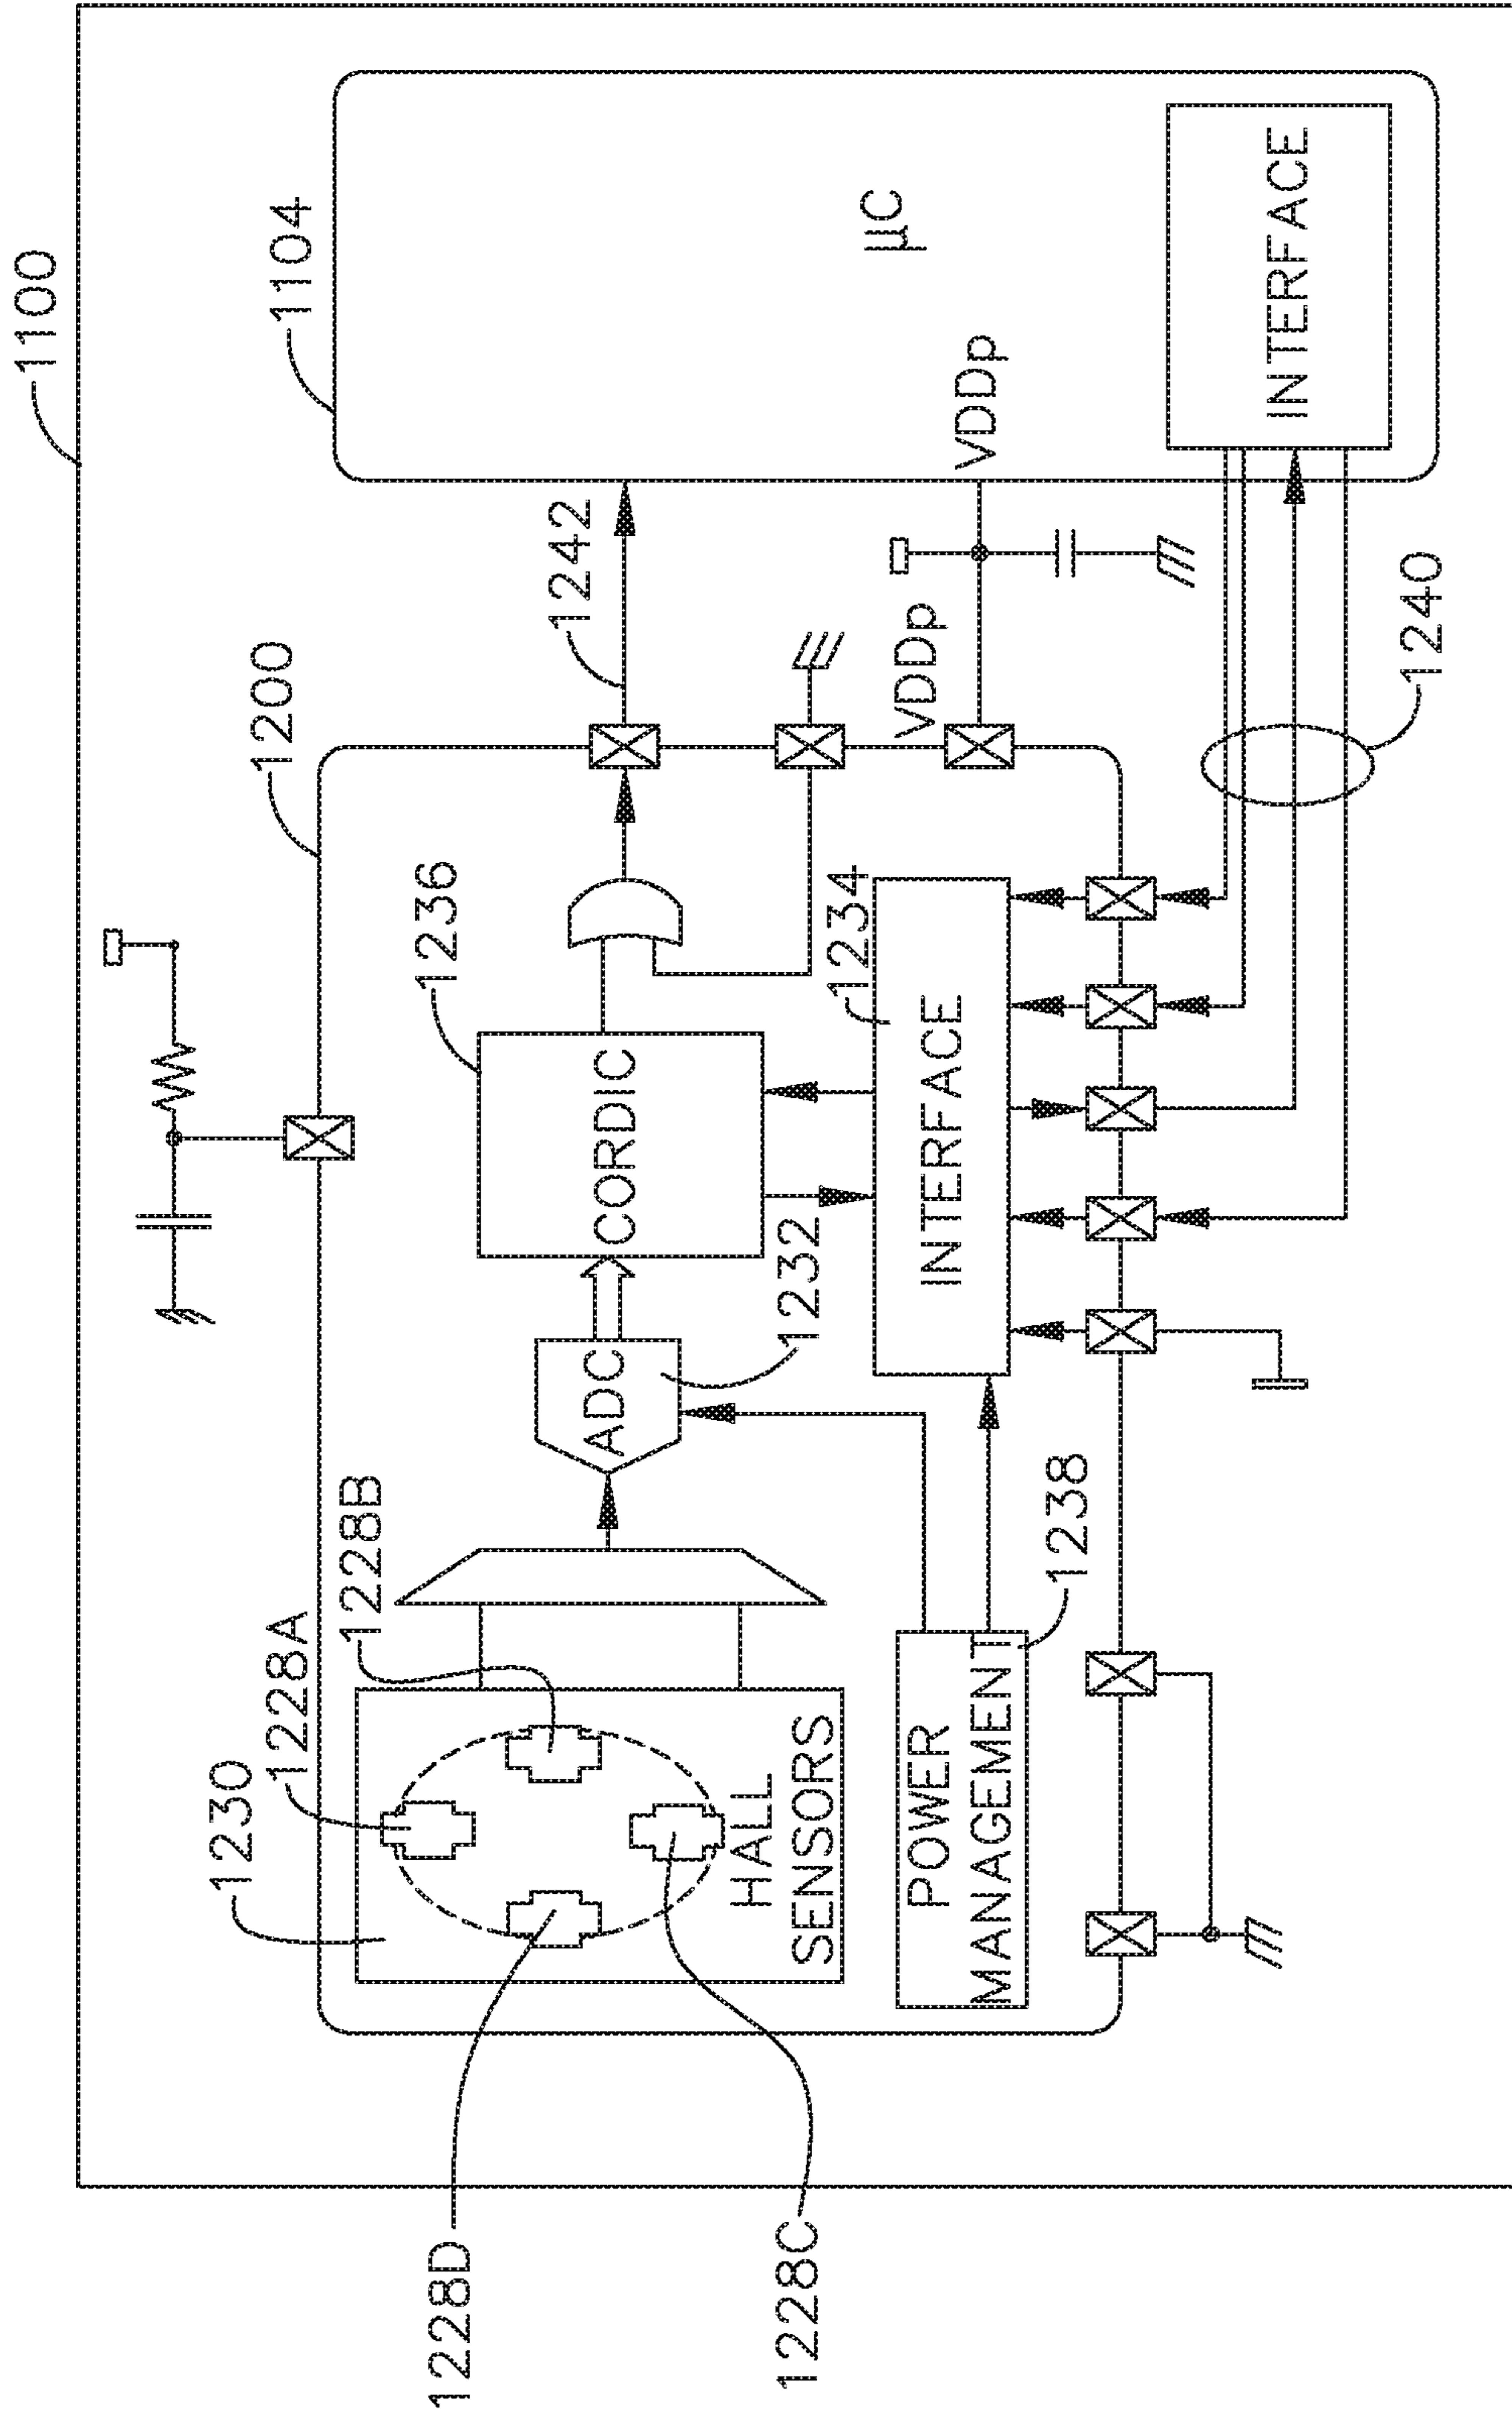 1100
1104
1200
1242
1236
1228B
1228A
1230
µC
CORDIC
ADC
1232
VDDp
VDDp
1234
HALL
SENSORS
INTERFACE
INTERFACE
POWER
MANAGEMENT
1238
1240
1228D
1228C